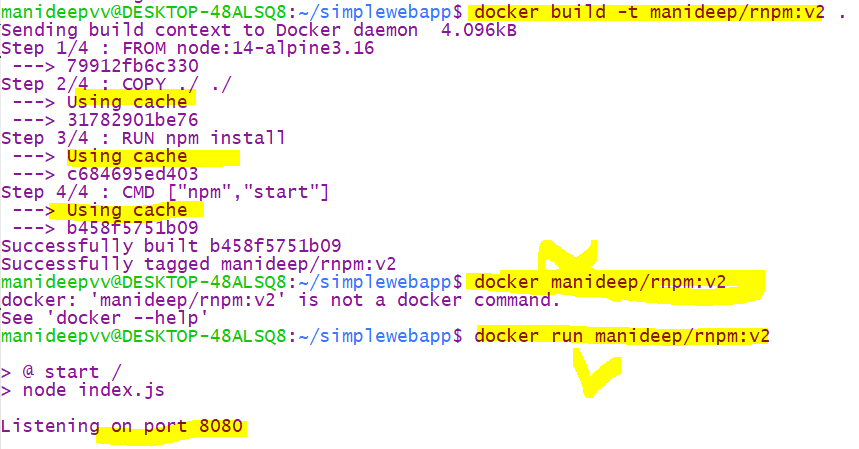 manideepvv@DESKTOP-48ALSQ8:~/simplewebapp$ docker build -t manideep/rnpm:v2 .
Sending build context to Docker daemon  4.096kB
Step 1/4 : FROM node:14-alpine3.16
 ---> 79912fb6c330
Step 2/4 : COPY ./ ./
 ---> Using cache
 ---> 31782901be76
Step 3/4 : RUN npm install
 ---> Using cache
 ---> c684695ed403
Step 4/4 : CMD ["npm","start"]
 ---> Using cache
 ---> b458f5751b09
Successfully built b458f5751b09
Successfully tagged manideep/rnpm:v2
manideepvv@DESKTOP-48ALSQ8:~/simplewebapp$ docker manideep/rnpm:v2
docker: 'manideep/rnpm:v2' is not a docker command.
See 'docker --help'
manideepvv@DESKTOP-48ALSQ8:~/simplewebapp$ docker run manideep/rnpm:v2
> @ start /
> node index.js
Listening on port 8080